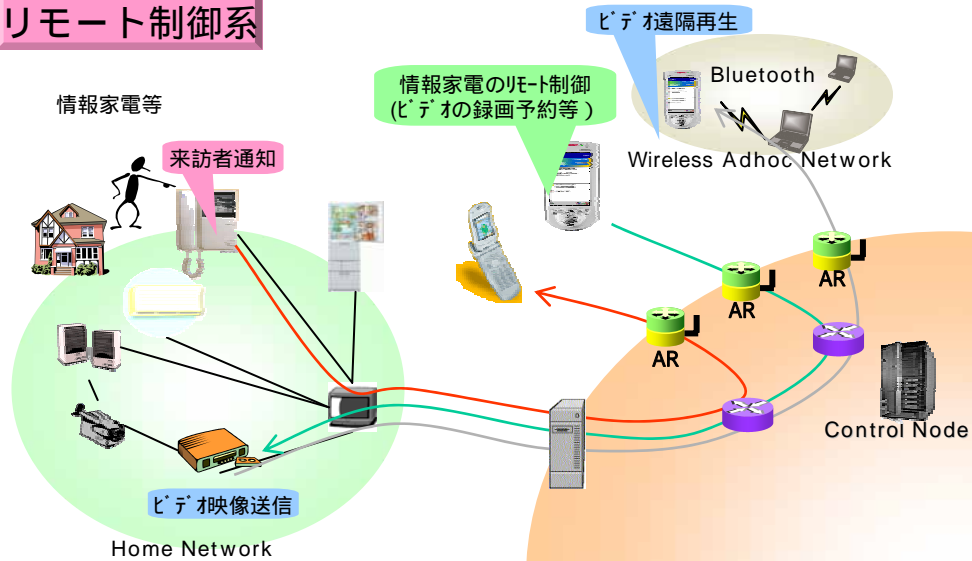 リモート制御系
ビデオ遠隔再生
情報家電のリモート制御
(ビデオの録画予約等)
Bluetooth
情報家電等
来訪者通知
Wireless Adhoc Network
AR
AR
AR
Control Node
ビデオ映像送信
Home Network